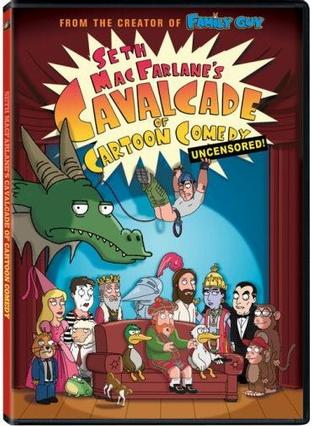 FROM THE CREATOR OF FAMILY GUY
SETH
MACFARLANE'S
CAVALCADE
OF
CARTOON COMEDY
UNCENSORED!
SETH MACFARLANE'S CAVALCADE OF CARTOON COMEDY